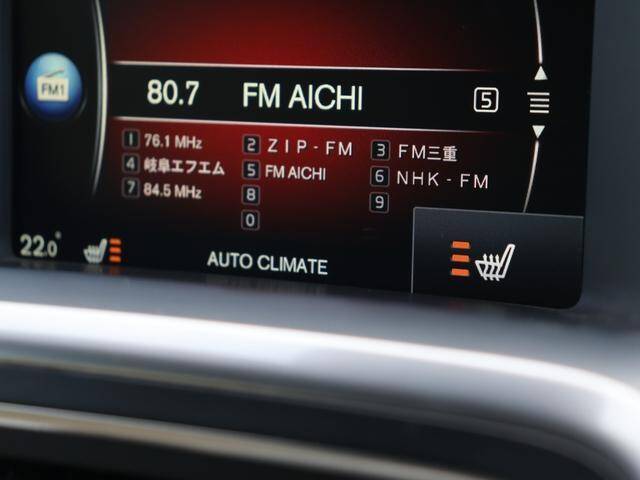 FM1
80.7 FM AICHI 5
1 76.1 MHz 2 ZIP-FM 3 FM三重
4 岐阜エフエム 5 FM AICHI 6 NHK-FM
7 84.5 MHz 8 9
0
22.0° AUTO CLIMATE